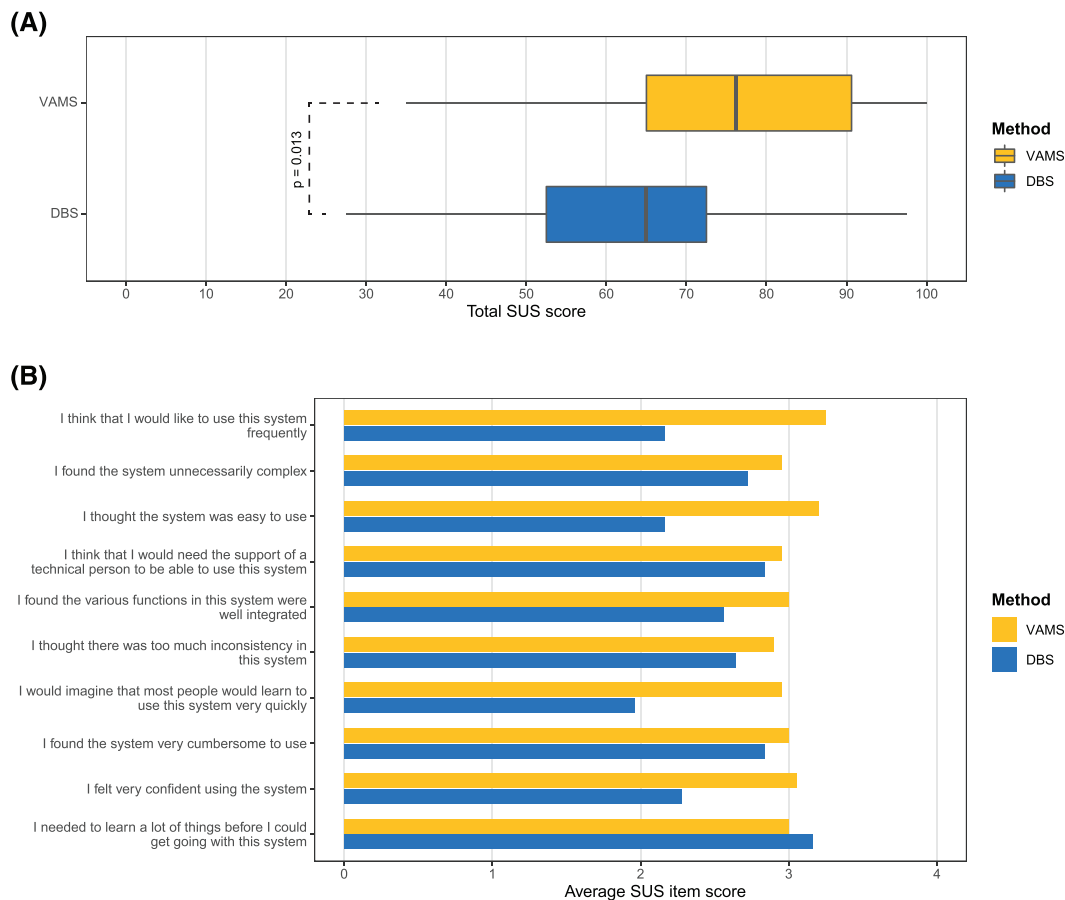 (A)
VAMS
DBS
p = 0.013
0 10 20 30 40 50 60 70 80 90 100
Total SUS score
Method
VAMS
DBS
(B)
I think that I would like to use this system
frequently
I found the system unnecessarily complex
I thought the system was easy to use
I think that I would need the support of a
technical person to be able to use this system
I found the various functions in this system were
well integrated
I thought there was too much inconsistency in
this system
I would imagine that most people would learn to
use this system very quickly
I found the system very cumbersome to use
I felt very confident using the system
I needed to learn a lot of things before I could
get going with this system
0 1 2 3 4
Average SUS item score
Method
VAMS
DBS